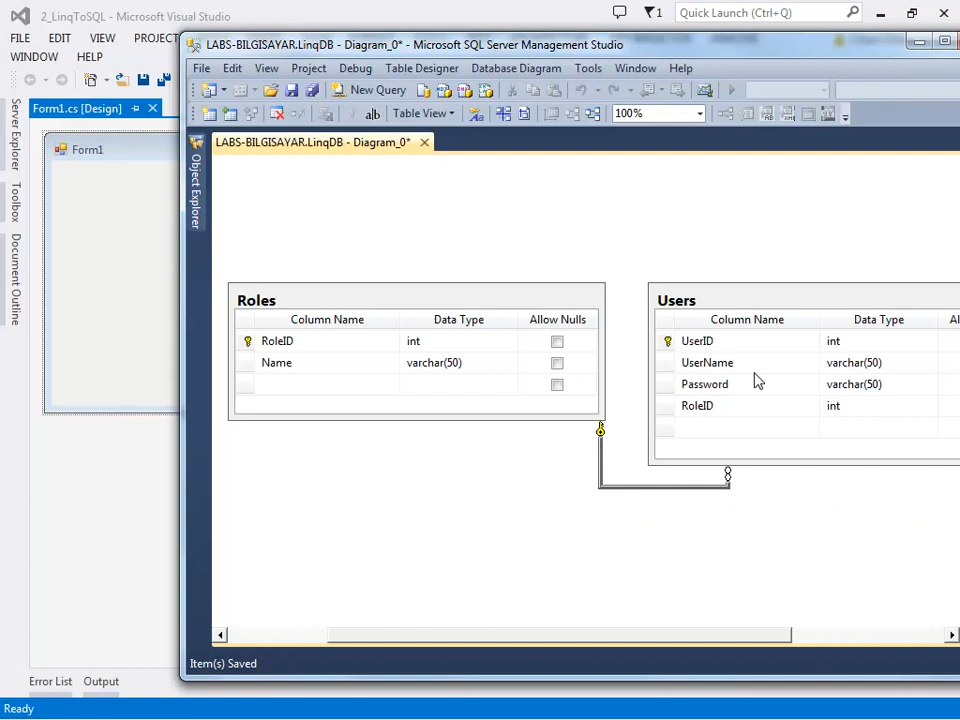 2_LinqToSQL - Microsoft Visual Studio
1
Quick Launch (Ctrl+Q)
FILE EDIT VIEW PROJECT
WINDOW HELP
LABS-BILGISAYAR.LinqDB - Diagram_0* - Microsoft SQL Server Management Studio
File Edit View Project Debug Table Designer Database Diagram Tools Window Help
New Query
ab| Table View 100%
Form1.cs [Design]
LABS-BILGISAYAR.LinqDB - Diagram_0*
Server Explorer
Toolbox
Document Outline
Object Explorer
Form1
Roles
Column Name Data Type Allow Nulls
RoleID int
Name varchar(50)
Users
Column Name Data Type Al
UserID int
UserName varchar(50)
Password varchar(50)
RoleID int
Item(s) Saved
Error List Output
Ready